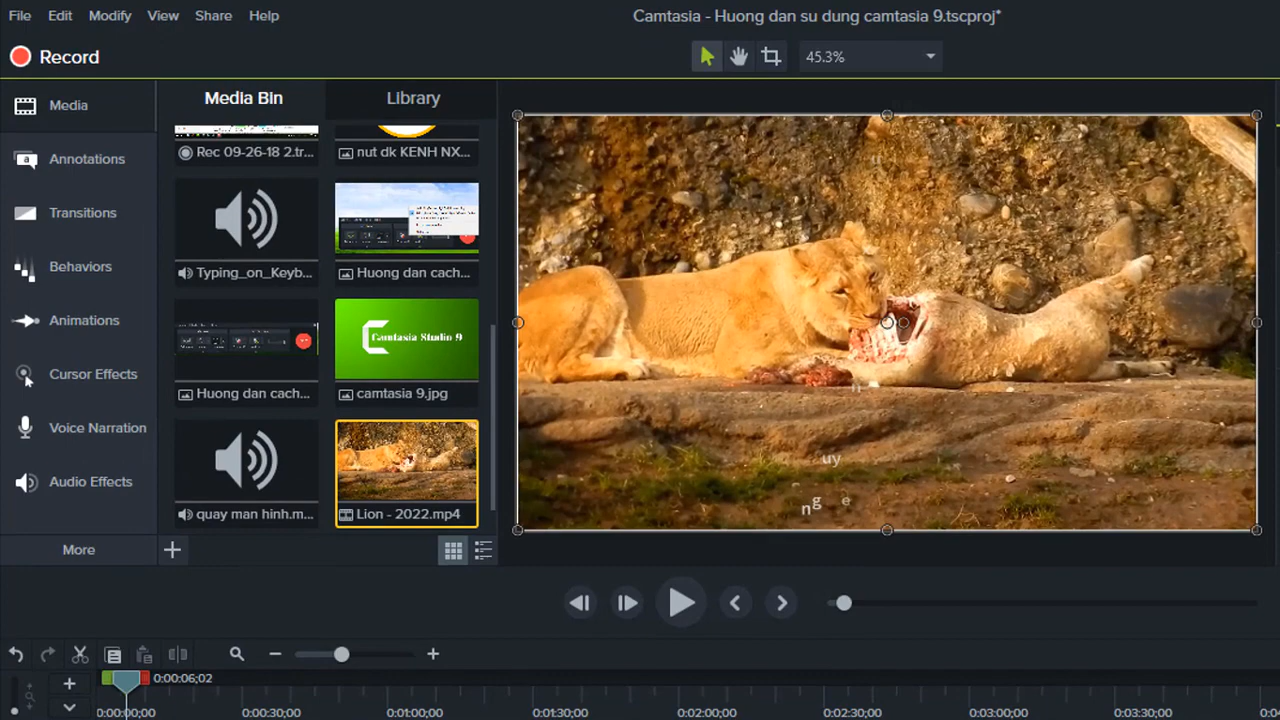 File Edit Modify View Share Help
Camtasia - Huong dan su dung camtasia 9.tscproj*
Record
45.3%
Media
Annotations
Transitions
Behaviors
Animations
Cursor Effects
Voice Narration
Audio Effects
More
Media Bin Library
Rec 09-26-18 2.tr...
nut dk KENH NX...
Typing_on_Keyb...
Huong dan cach...
Huong dan cach...
Camtasia Studio 9
camtasia 9.jpg
quay man hinh.m...
Lion - 2022.mp4
uy
ng e
0:00:06;02
0:00:00;00 0:00:30;00 0:01:00;00 0:01:30;00 0:02:00;00 0:02:30;00 0:03:00;00 0:03:30;00